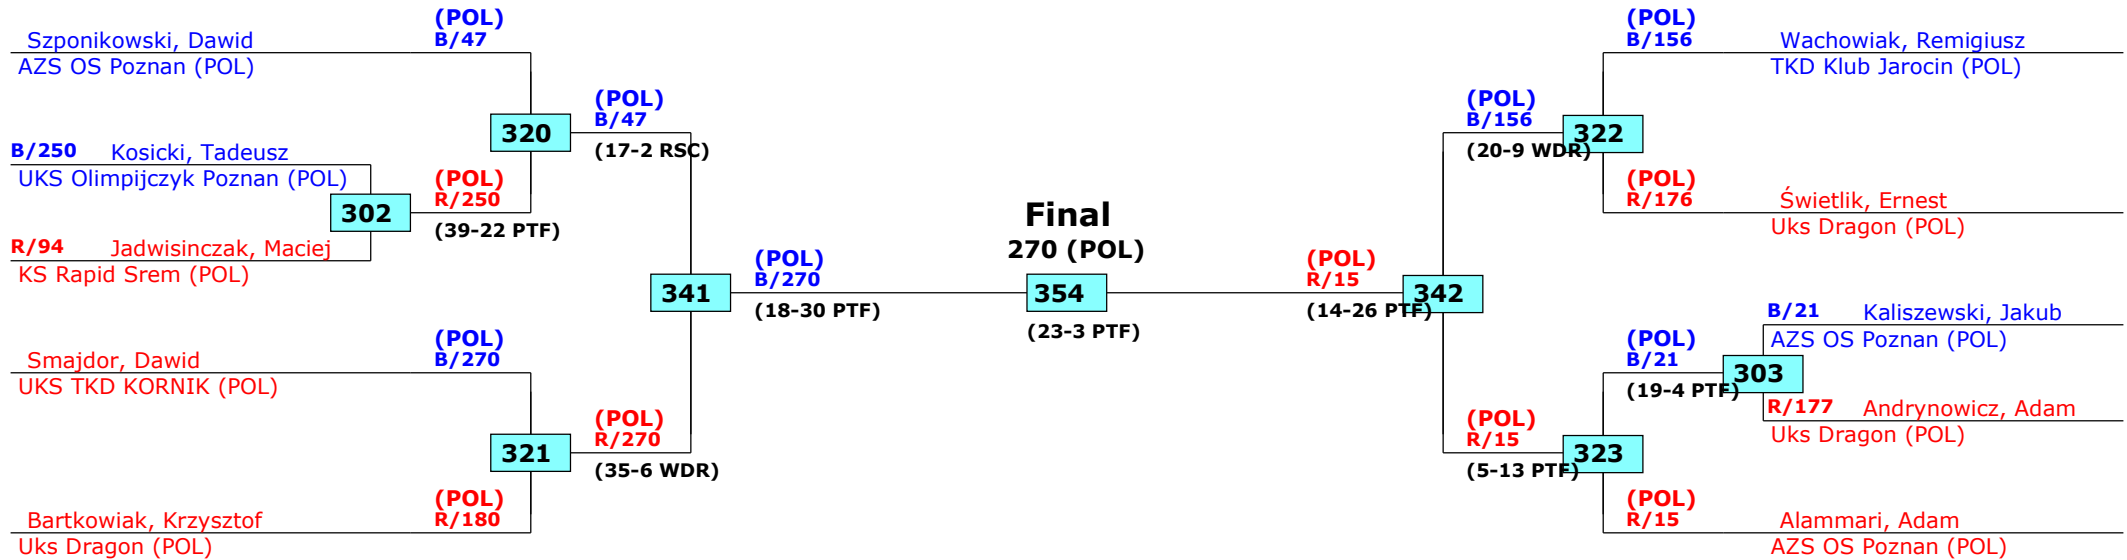 (POL)
B/47
Szponikowski, Dawid
AZS OS Poznan (POL)
320
(POL)
B/47
(17-2 RSC)
B/250 Kosicki, Tadeusz
UKS Olimpijczyk Poznan (POL)
302
(POL)
R/250
(39-22 PTF)
R/94 Jadwisinczak, Maciej
KS Rapid Srem (POL)
341
(POL)
B/270
(18-30 PTF)
(POL)
B/270
Smajdor, Dawid
UKS TKD KORNIK (POL)
321
(POL)
R/270
(35-6 WDR)
(POL)
R/180
Bartkowiak, Krzysztof
Uks Dragon (POL)
Final
270 (POL)
354
(23-3 PTF)
(POL)
R/15
(14-26 PTF)
342
(POL)
B/156
(20-9 WDR)
322
(POL)
B/156
Wachowiak, Remigiusz
TKD Klub Jarocin (POL)
(POL)
R/176
Świetlik, Ernest
Uks Dragon (POL)
B/21 Kaliszewski, Jakub
AZS OS Poznan (POL)
(POL)
B/21
(19-4 PTF)
303
R/177 Andrynowicz, Adam
Uks Dragon (POL)
(POL)
R/15
(5-13 PTF)
323
(POL)
R/15
Alammari, Adam
AZS OS Poznan (POL)